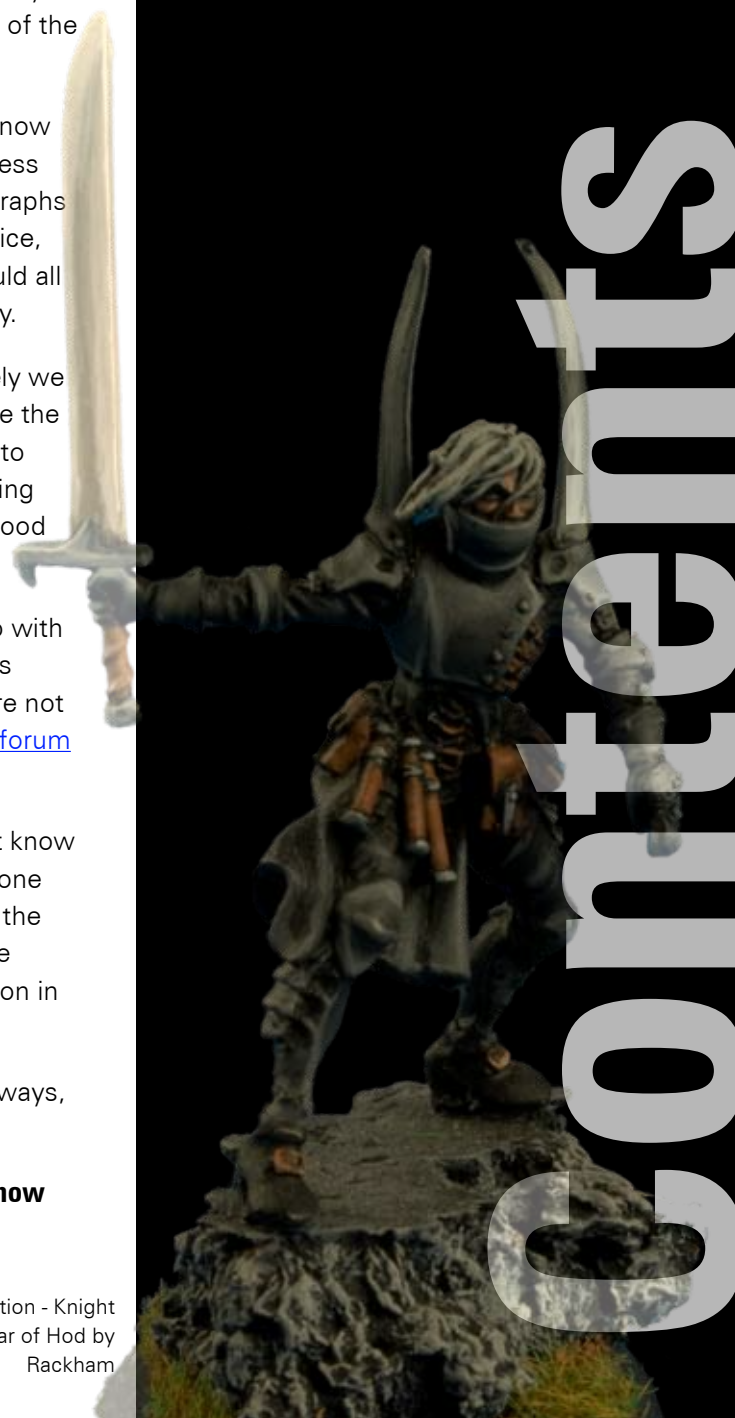 of the
now
ess
raphs
ice,
uld all
y.
ly we
e the
to
ing
ood
with
s
re not
forum
know
one
the
e
on in
ways,
now
tion - Knight
ar of Hod by
Rackham
Contents